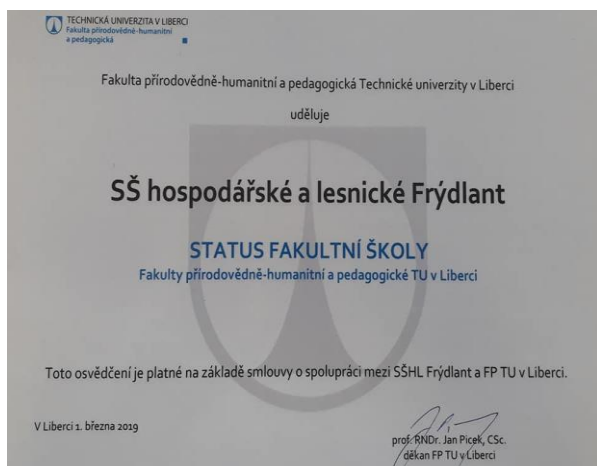 TECHNICKÁ UNIVERZITA V LIBERCI
Fakulta přírodovědně-humanitní
a pedagogická
Fakulta přírodovědně-humanitní a pedagogická Technické univerzity v Liberci
uděluje
SŠ hospodářské a lesnické Frýdlant
STATUS FAKULTNÍ ŠKOLY
Fakulty přírodovědně-humanitní a pedagogické TU v Liberci
Toto osvědčení je platné na základě smlouvy o spolupráci mezi SŠHL Frýdlant a FP TU v Liberci.
V Liberci 1. března 2019
prof. RNDr. Jan Picek, CSc.
děkan FP TU v Liberci